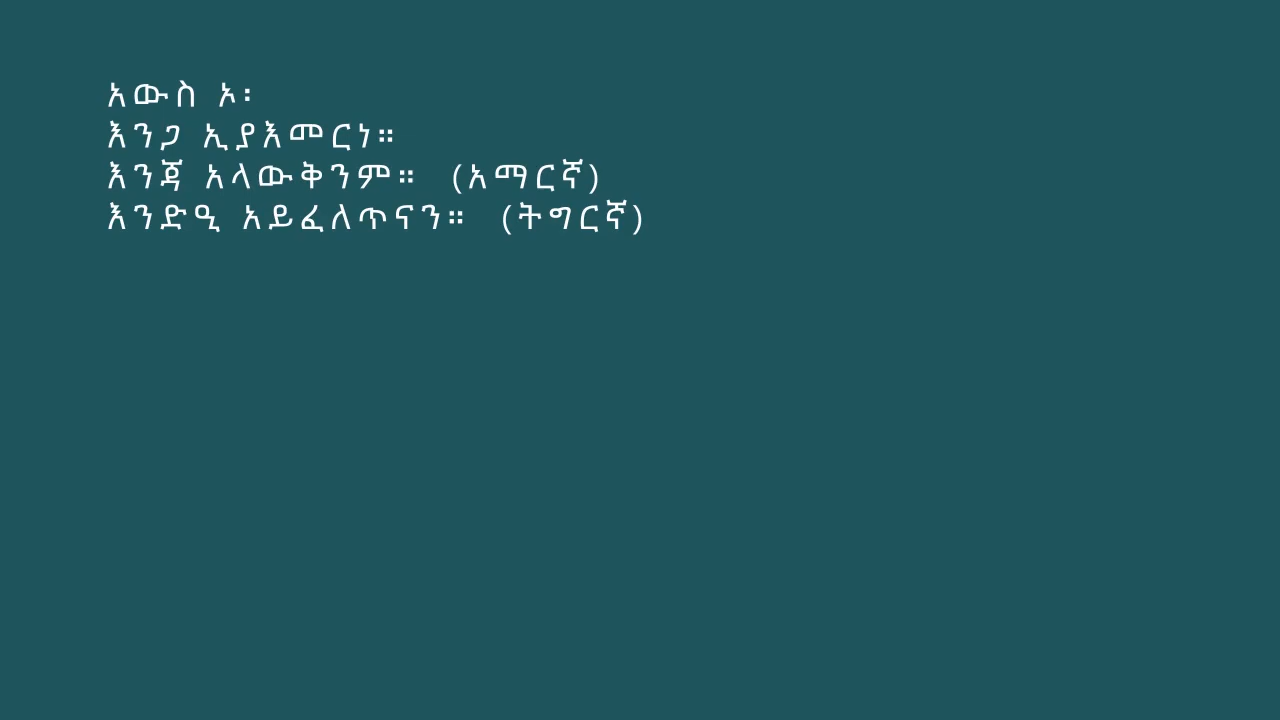 አውስ ኦ፡
እንጋ ኢያእመርነ።
እንጃ አላውቅንም። (አማርኛ)
እንድዒ አይፈለጥናን። (ትግርኛ)